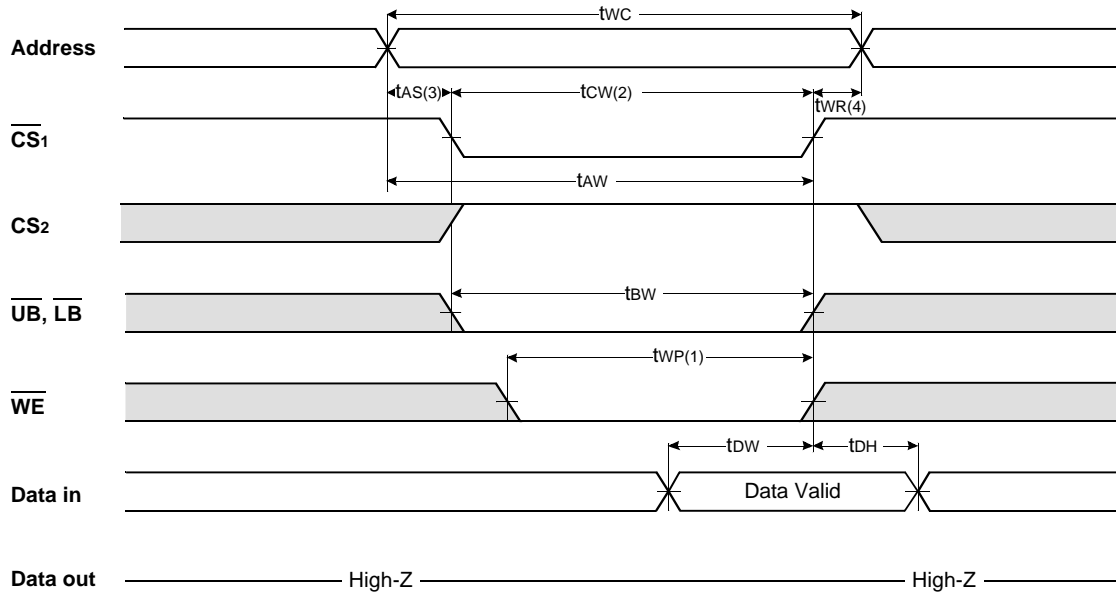 tWC
Address
tAS(3) tCW(2) tWR(4)
CS1
tAW
CS2
tBW
UB, LB
tWP(1)
WE
tDW tDH
Data in Data Valid
Data out High-Z High-Z